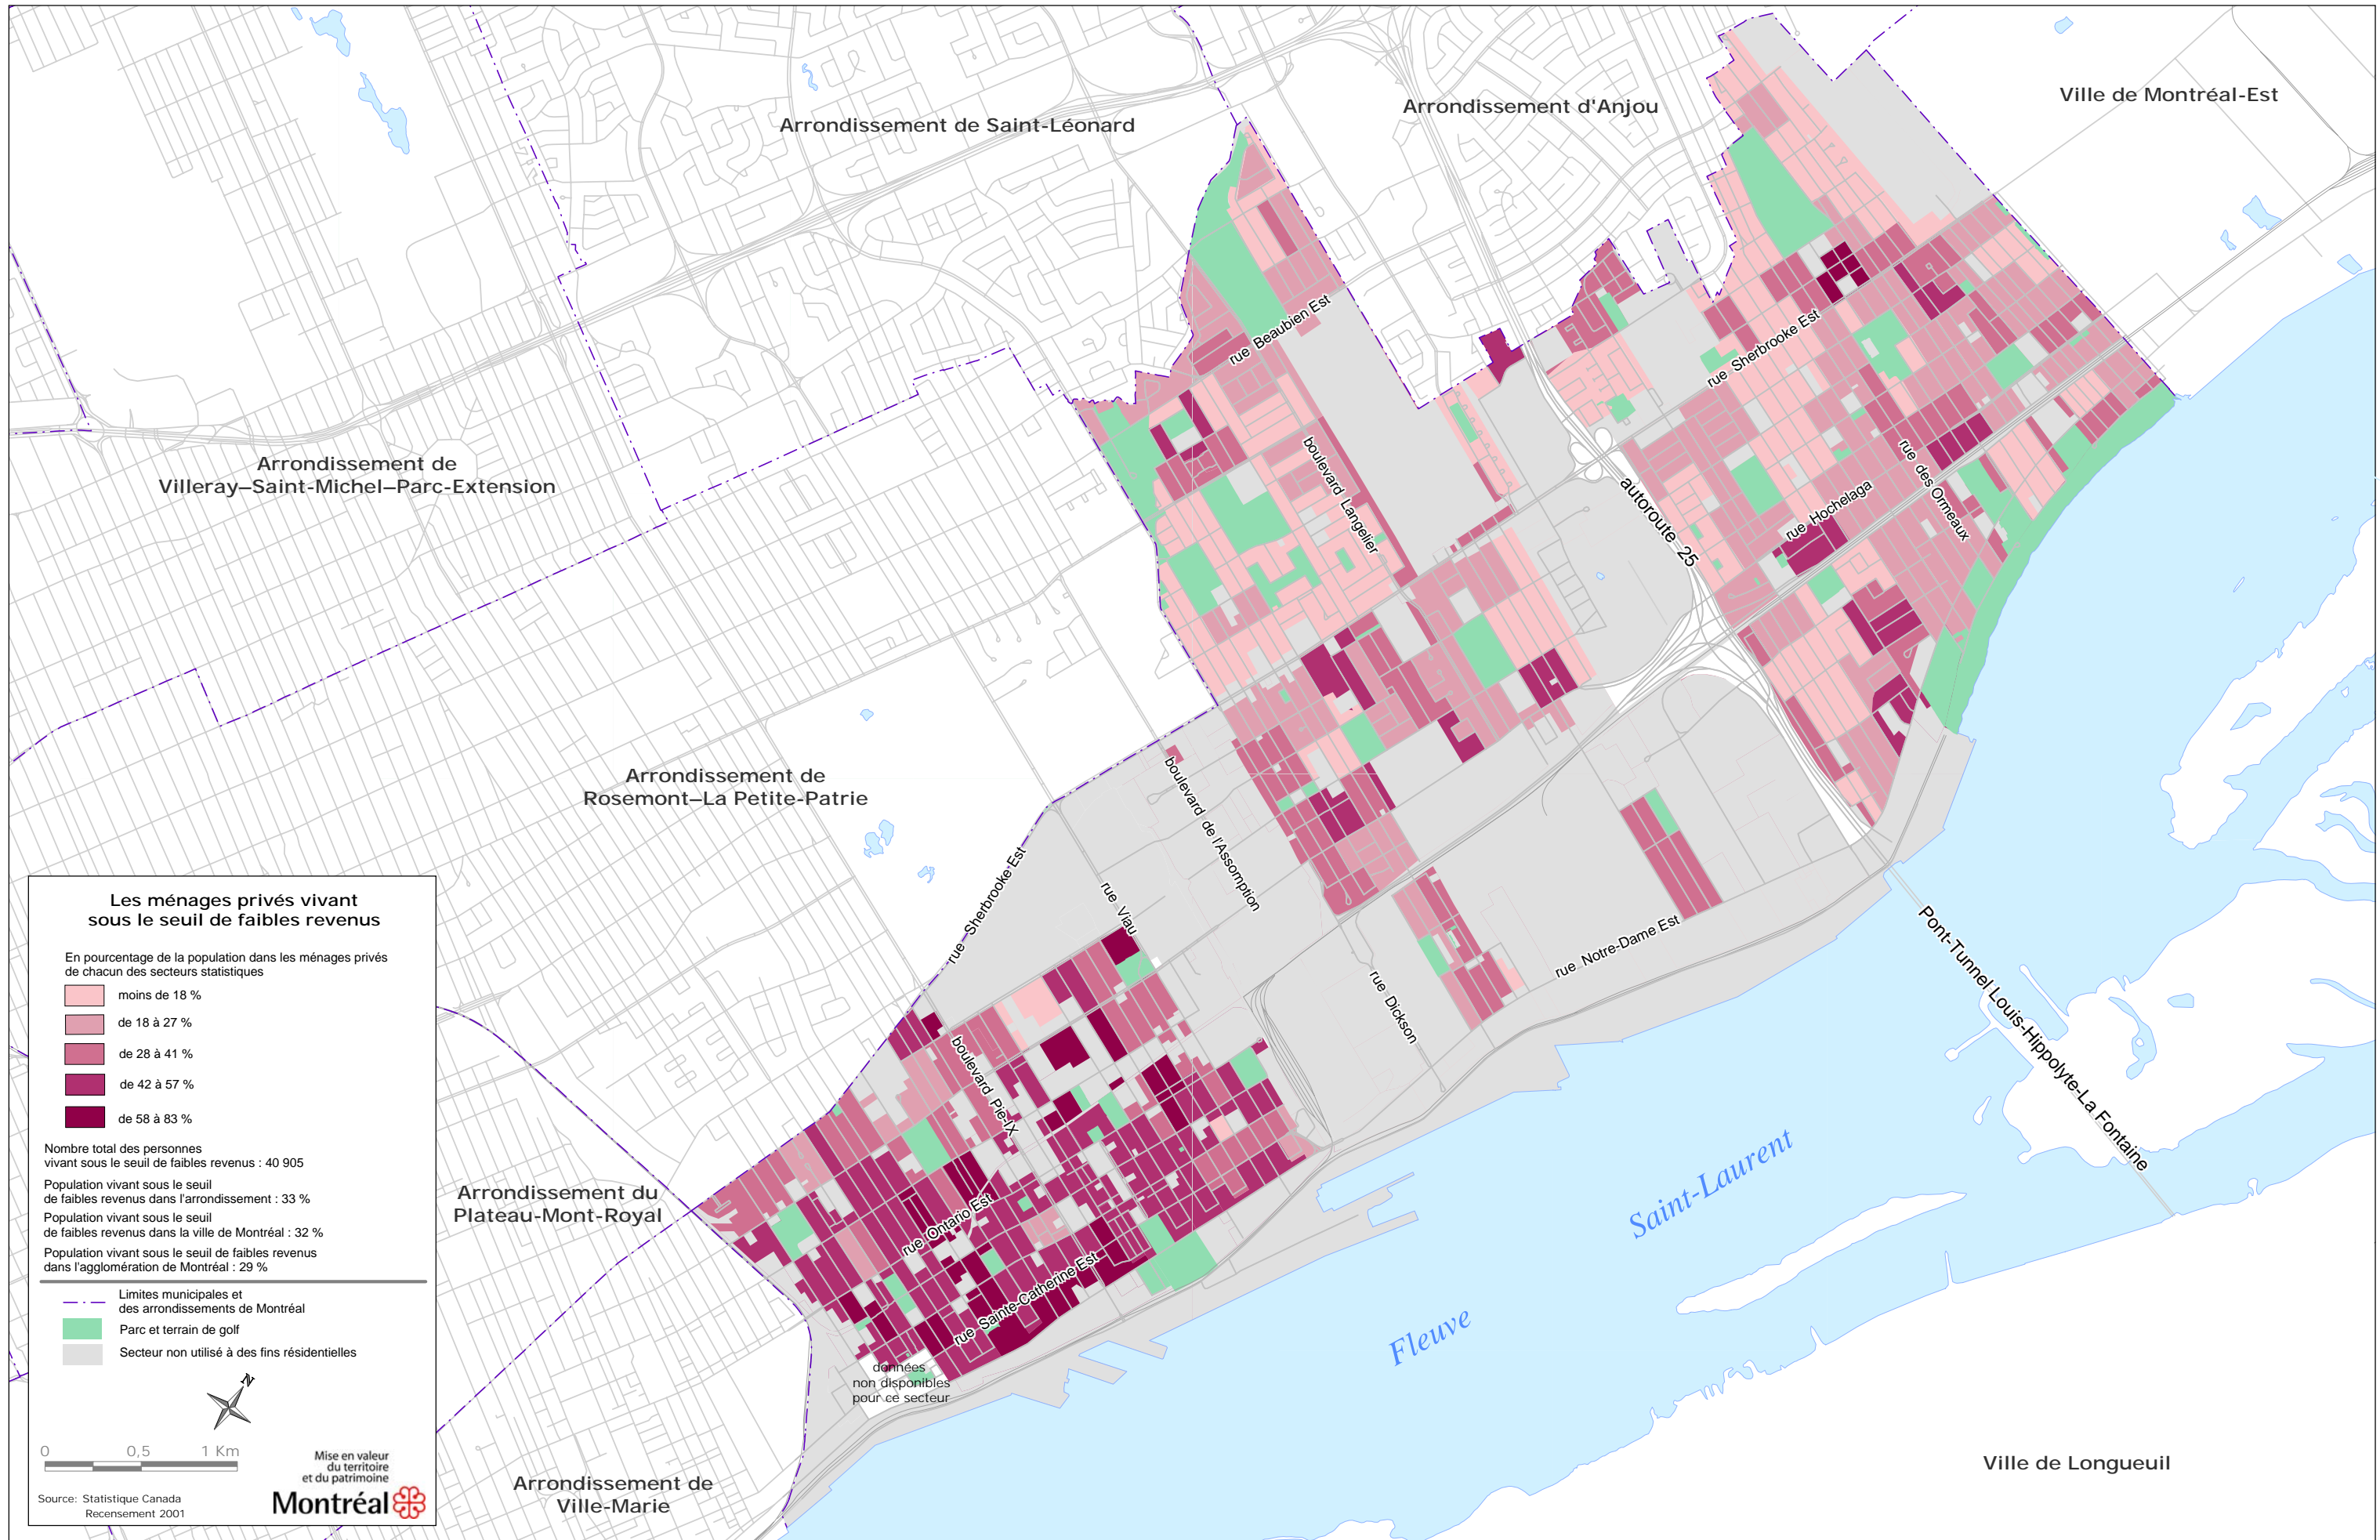 Arrondissement de Saint-Léonard
Arrondissement d'Anjou
Ville de Montréal-Est
Arrondissement de
Villeray–Saint-Michel–Parc-Extension
rue Beaubien Est
rue Sherbrooke Est
boulevard Langelier
autoroute 25
rue Hochelaga
rue des Ormeaux
Arrondissement de
Rosemont–La Petite-Patrie
boulevard de l'Assomption
rue Sherbrooke Est
rue Viau
rue Dickson
rue Notre-Dame Est
Pont-Tunnel Louis-Hippolyte-La Fontaine
boulevard Pie-IX
Arrondissement du
Plateau-Mont-Royal
rue Ontario Est
rue Sainte-Catherine Est
données
non disponibles
pour ce secteur
Fleuve
Saint-Laurent
Arrondissement de
Ville-Marie
Ville de Longueuil
Les ménages privés vivant
sous le seuil de faibles revenus
En pourcentage de la population dans les ménages privés
de chacun des secteurs statistiques
moins de 18 %
de 18 à 27 %
de 28 à 41 %
de 42 à 57 %
de 58 à 83 %
Nombre total des personnes
vivant sous le seuil de faibles revenus : 40 905
Population vivant sous le seuil
de faibles revenus dans l'arrondissement : 33 %
Population vivant sous le seuil
de faibles revenus dans la ville de Montréal : 32 %
Population vivant sous le seuil de faibles revenus
dans l'agglomération de Montréal : 29 %
Limites municipales et
des arrondissements de Montréal
Parc et terrain de golf
Secteur non utilisé à des fins résidentielles
N
0 0,5 1 Km
Mise en valeur
du territoire
et du patrimoine
Montréal
Source: Statistique Canada
Recensement 2001